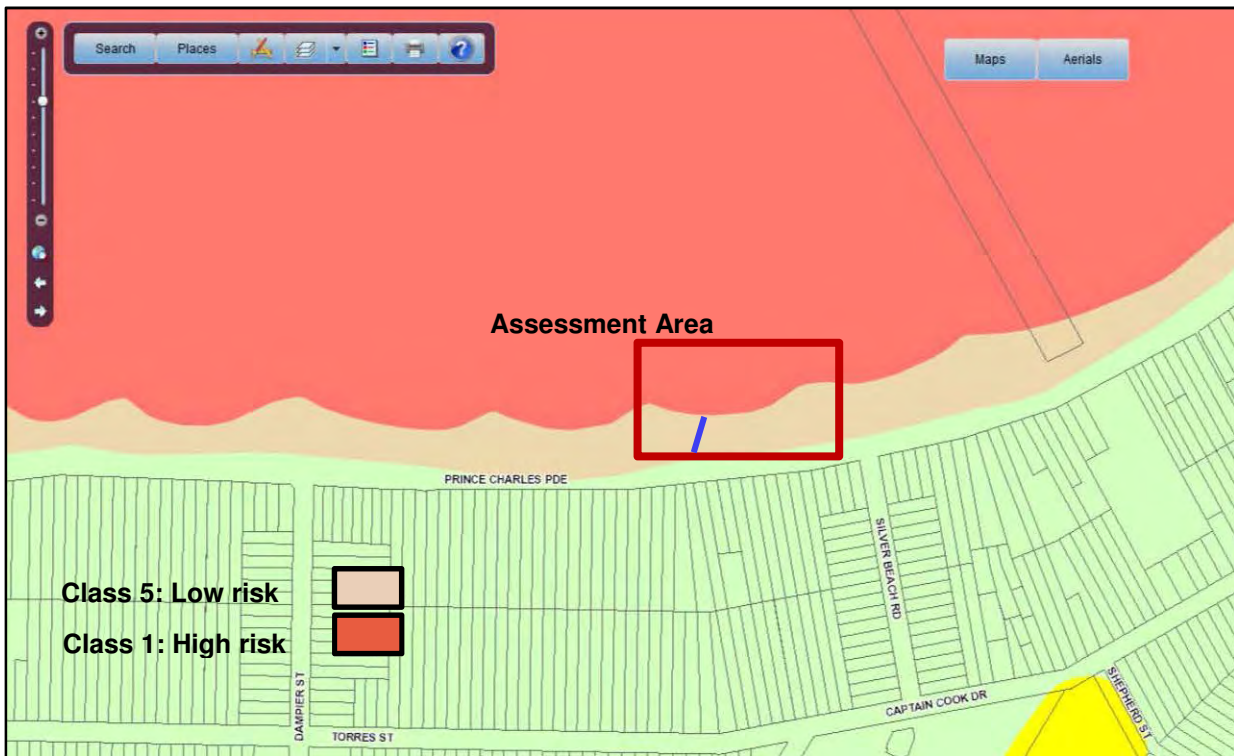 Search Places ?
Maps Aerials
Assessment Area
PRINCE CHARLES PDE
SILVER BEACH RD
Class 5: Low risk
Class 1: High risk
DAMPIER ST
TORRES ST
CAPTAIN COOK DR
SHEPHERD ST